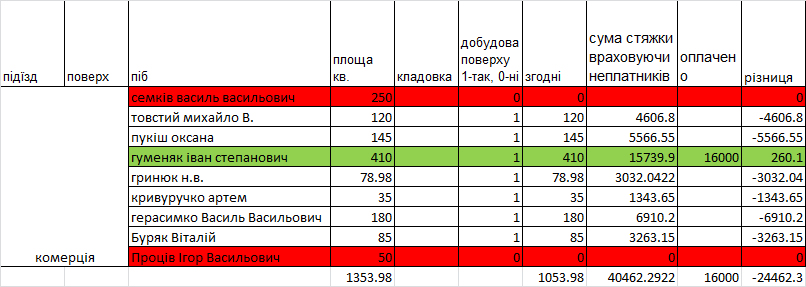 підїзд поверх піб площа кв. кладовка добудова поверху 1-так, 0-ні згодні сума стяжки враховуючи неплатників оплачено різниця
семків василь васильович 250 0 0 0
товстий михайло В. 120 1 120 4606.8 -4606.8
пукіш оксана 145 1 145 5566.55 -5566.55
гуменяк іван степанович 410 1 410 15739.9 16000 260.1
гринюк н.в. 78.98 1 78.98 3032.0422 -3032.04
кривуручко артем 35 1 35 1343.65 -1343.65
герасимко Василь Васильович 180 1 180 6910.2 -6910.2
Буряк Віталій 85 1 85 3263.15 -3263.15
комерція Проців Ігор Васильович 50 0 0 0 0
1353.98 1053.98 40462.2922 16000 -24462.3